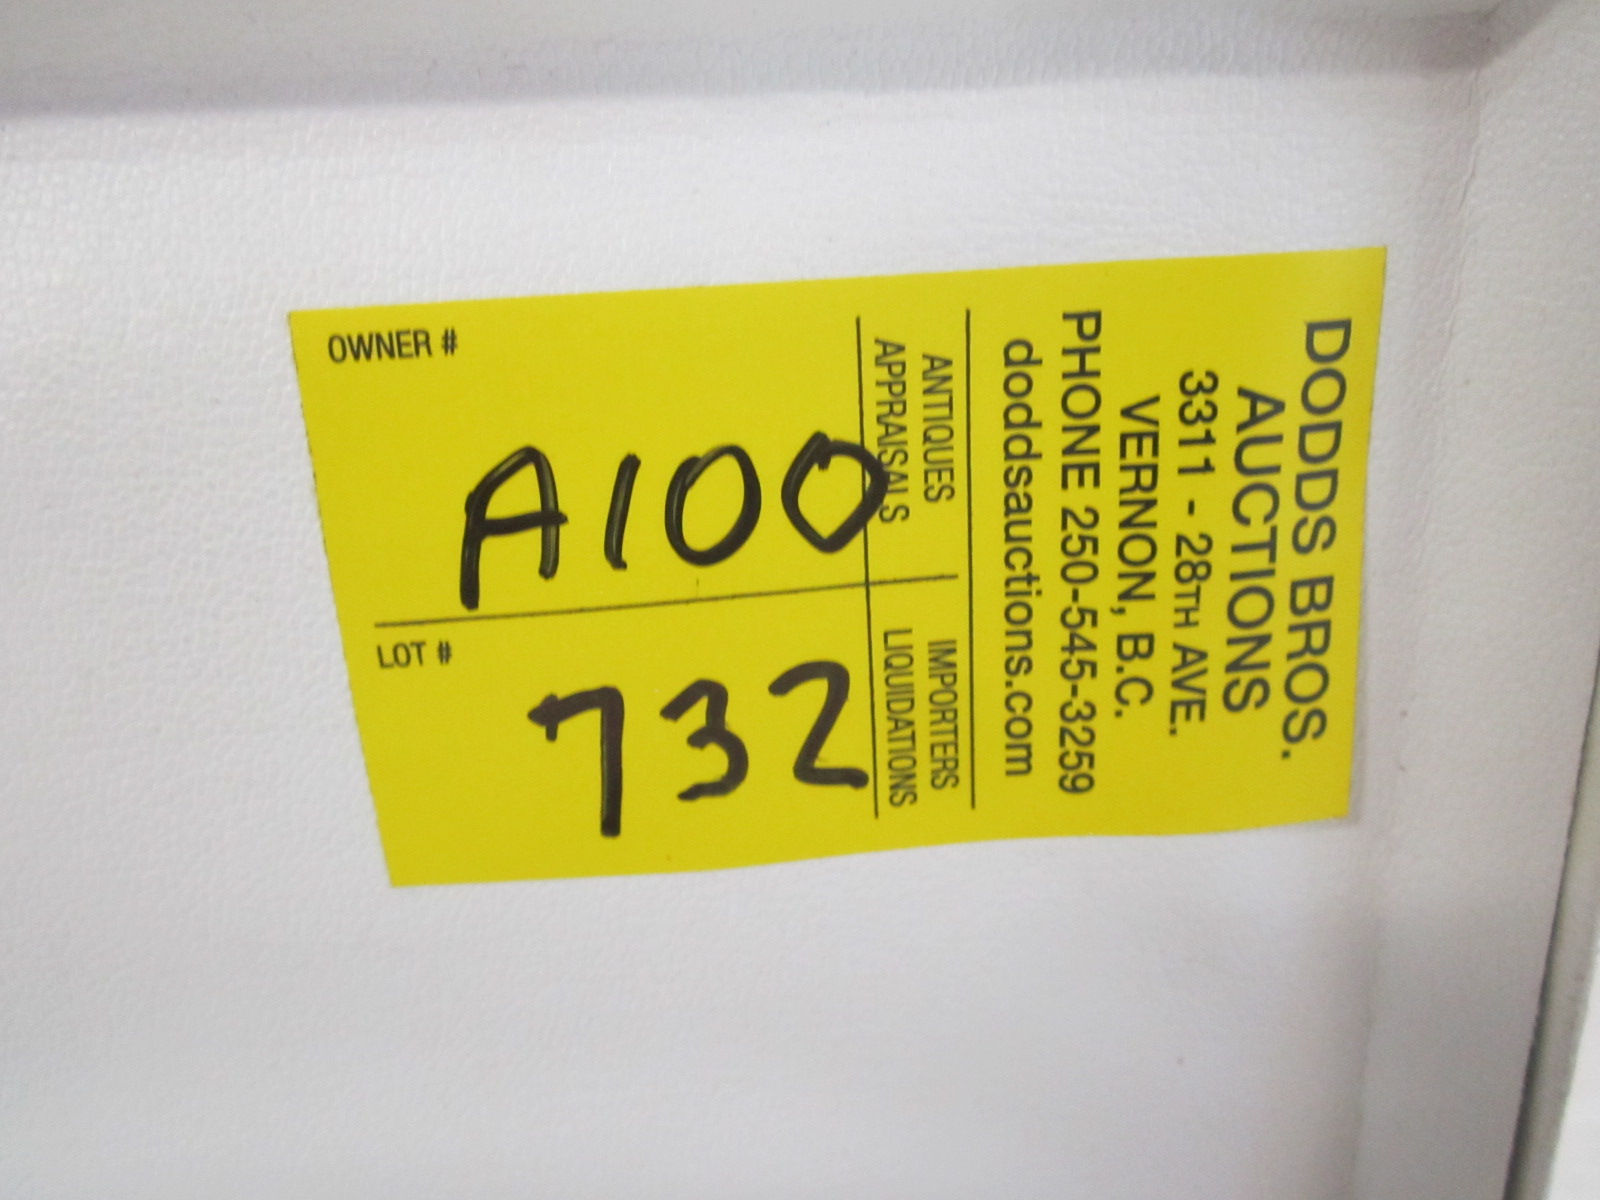 DODDS BROS.
AUCTIONS
3311 - 28TH AVE.
VERNON, B.C.
PHONE 250-545-3259
doddsauctions.com
ANTIQUES
APPRAISALS
IMPORTERS
LIQUIDATIONS
OWNER #
A100
LOT #
732